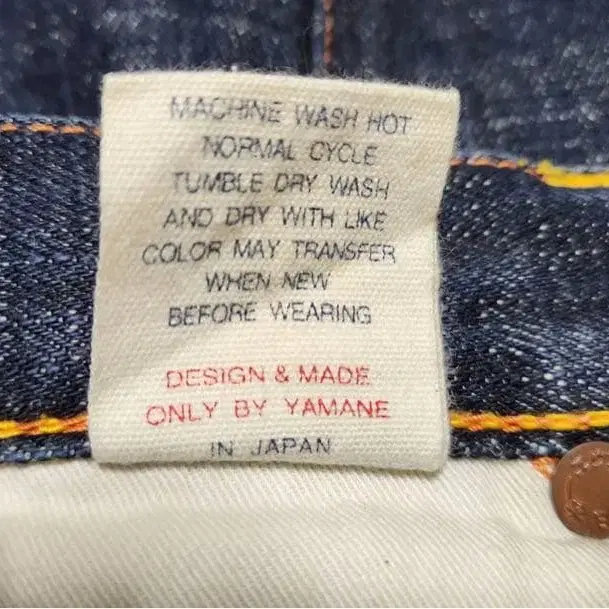 MACHINE WASH HOT
NORMAL CYCLE
TUMBLE DRY WASH
AND DRY WITH LIKE
COLOR MAY TRANSFER
WHEN NEW
BEFORE WEARING
DESIGN & MADE
ONLY BY YAMANE
IN JAPAN